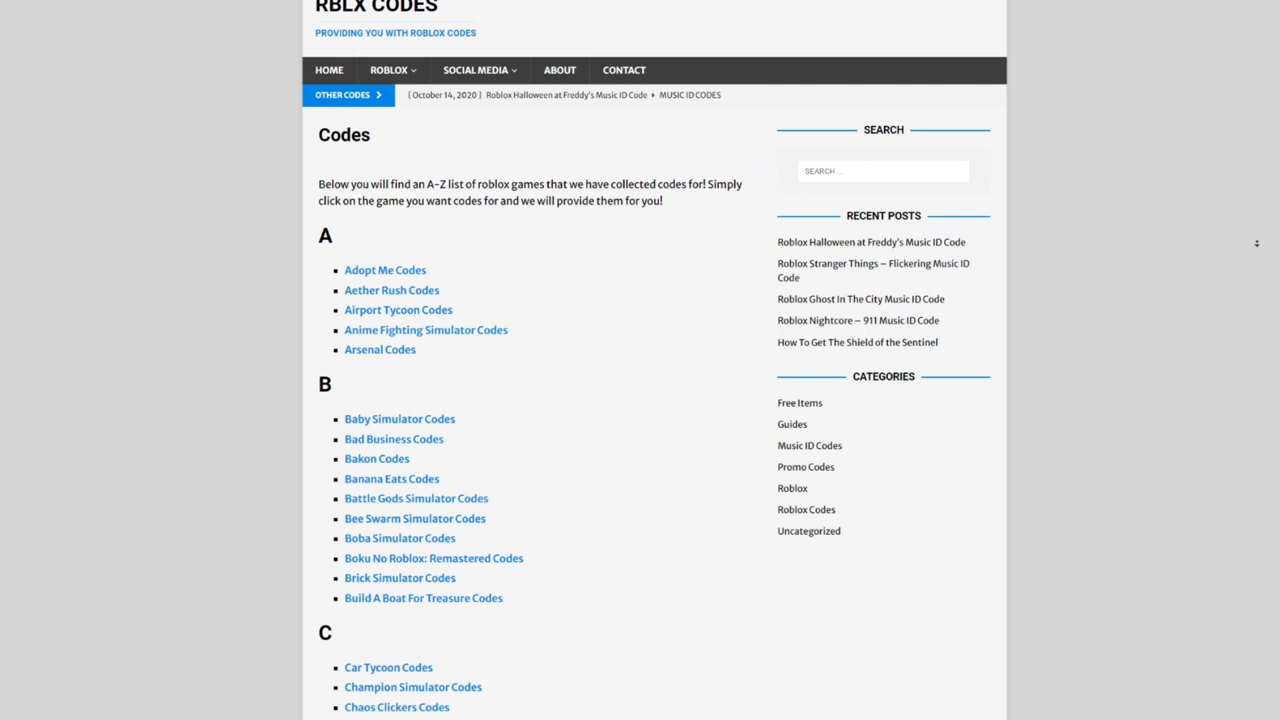 RBLX CODES
PROVIDING YOU WITH ROBLOX CODES
HOME ROBLOX SOCIAL MEDIA ABOUT CONTACT
OTHER CODES [ October 14, 2020 ] Roblox Halloween at Freddy's Music ID Code MUSIC ID CODES
Codes
Below you will find an A-Z list of roblox games that we have collected codes for! Simply
click on the game you want codes for and we will provide them for you!
A
Adopt Me Codes
Aether Rush Codes
Airport Tycoon Codes
Anime Fighting Simulator Codes
Arsenal Codes
B
Baby Simulator Codes
Bad Business Codes
Bakon Codes
Banana Eats Codes
Battle Gods Simulator Codes
Bee Swarm Simulator Codes
Boba Simulator Codes
Boku No Roblox: Remastered Codes
Brick Simulator Codes
Build A Boat For Treasure Codes
C
Car Tycoon Codes
Champion Simulator Codes
Chaos Clickers Codes
SEARCH
SEARCH ...
RECENT POSTS
Roblox Halloween at Freddy's Music ID Code
Roblox Stranger Things – Flickering Music ID
Code
Roblox Ghost In The City Music ID Code
Roblox Nightcore – 911 Music ID Code
How To Get The Shield of the Sentinel
CATEGORIES
Free Items
Guides
Music ID Codes
Promo Codes
Roblox
Roblox Codes
Uncategorized